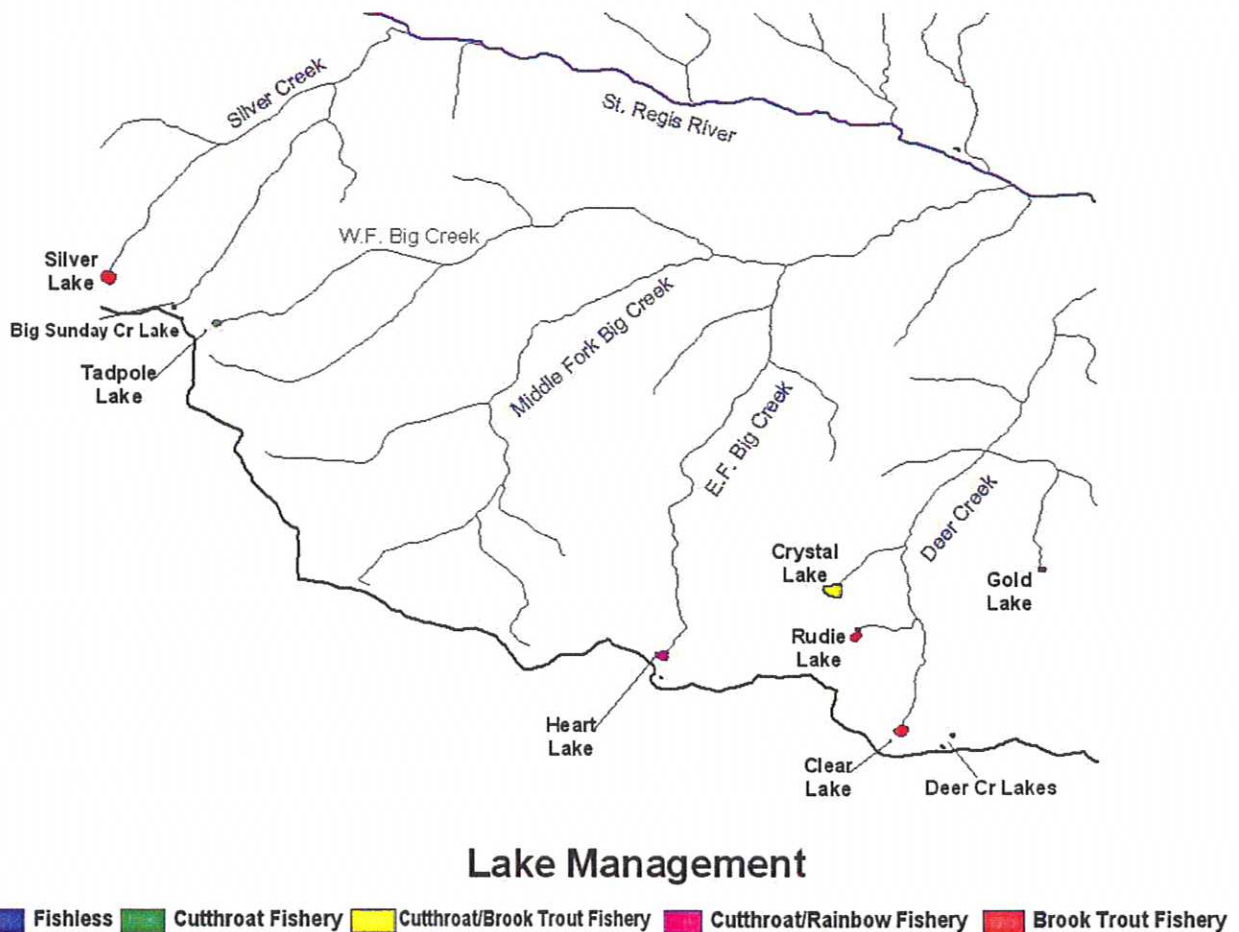 Silver Creek
St. Regis River
W.F. Big Creek
Silver
Lake
Big Sunday Cr Lake
Tadpole
Lake
Middle Fork Big Creek
E.F. Big Creek
Deer Creek
Crystal
Lake
Gold
Lake
Rudie
Lake
Heart
Lake
Clear
Lake
Deer Cr Lakes
Lake Management
Fishless Cutthroat Fishery Cutthroat/Brook Trout Fishery Cutthroat/Rainbow Fishery Brook Trout Fishery